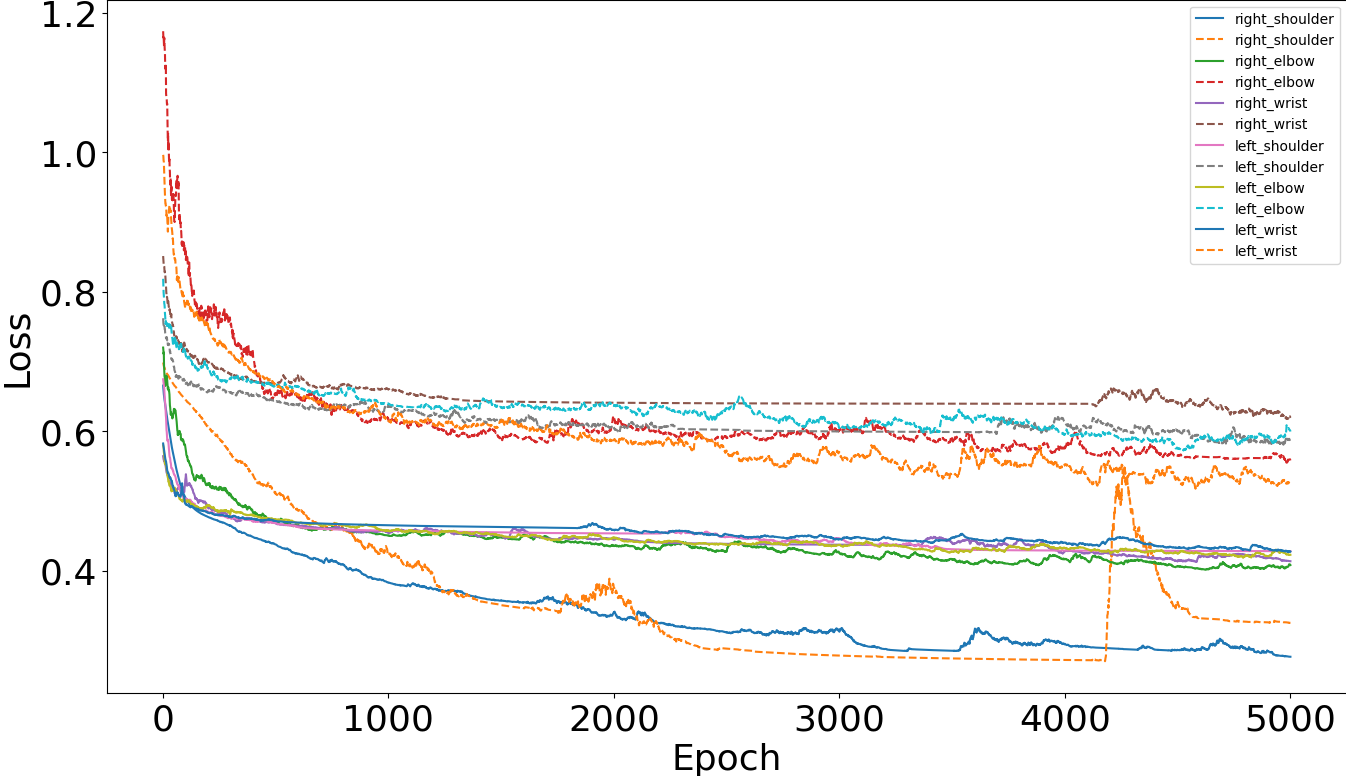 1.2
1.0
0.8
0.6
0.4
Loss
right_shoulder
right_shoulder
right_elbow
right_elbow
right_wrist
right_wrist
left_shoulder
left_shoulder
left_elbow
left_elbow
left_wrist
left_wrist
0 1000 2000 3000 4000 5000
Epoch